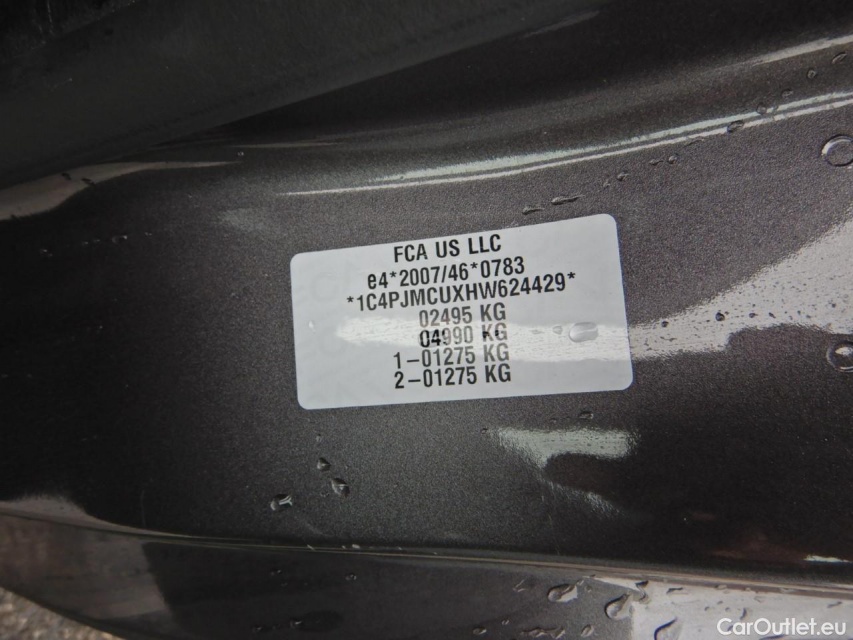 FCA US LLC
e4*2007/46*0783
*1C4PJMCUXHW624429*
02495 KG
04990 KG
1-01275 KG
2-01275 KG
CarOutlet.eu